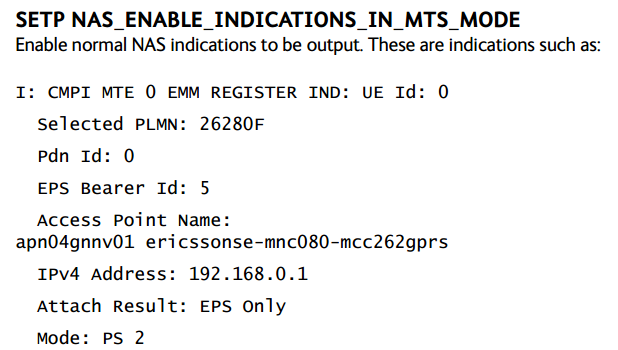 SETP NAS_ENABLE_INDICATIONS_IN_MTS_MODE
Enable normal NAS indications to be output. These are indications such as:
I: CMPI MTE 0 EMM REGISTER IND: UE Id: 0
Selected PLMN: 26280F
Pdn Id: 0
EPS Bearer Id: 5
Access Point Name:
apn04gnnv01 ericssonse-mnc080-mcc262gprs
IPv4 Address: 192.168.0.1
Attach Result: EPS Only
Mode: PS 2